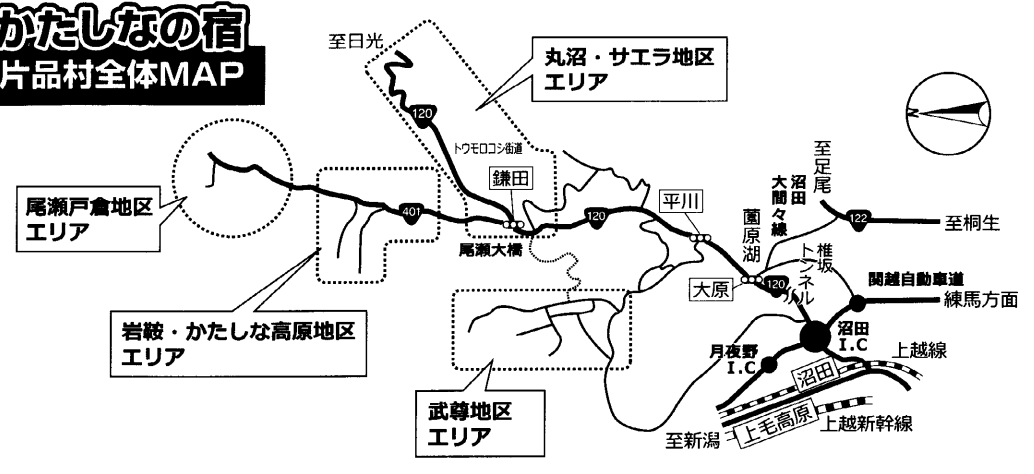 かたしなの宿
片品村全体MAP
至日光
丸沼・サエラ地区
エリア
N
120
トウモロコシ街道
鎌田
尾瀬戸倉地区
エリア
401
尾瀬大橋
120
平川
至足尾
沼田
大間々線
薗原湖
122
至桐生
椎坂
トンネル
大原
120
関越自動車道
練馬方面
岩鞍・かたしな高原地区
エリア
沼田
I.C
月夜野
I.C
上越線
沼田
武尊地区
エリア
上毛高原
上越新幹線
至新潟